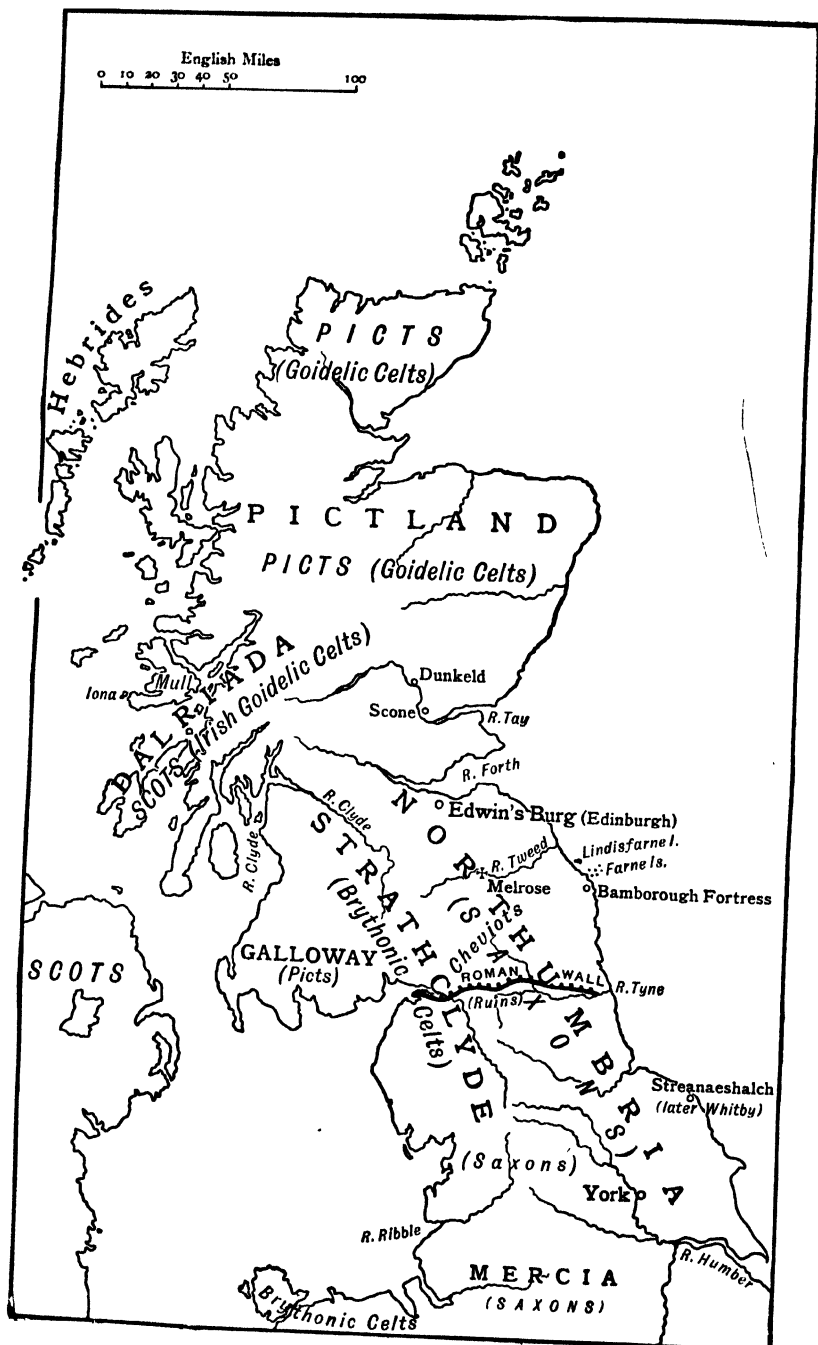 English Miles
0 10 20 30 40 50 100
Hebrides
PICTS
(Goidelic Celts)
PICTLAND
PICTS (Goidelic Celts)
DALRIADA
SCOTS (Irish Goidelic Celts)
Mull
Iona
Dunkeld
Scone
R. Tay
R. Forth
Edwin's Burg (Edinburgh)
R. Clyde
R. Clyde
NORTHUMBRIA
(SAXONS)
R. Tweed
Lindisfarne I.
Farne Is.
Melrose
Bamborough Fortress
STRATHCLYDE
(Brythonic Celts)
Cheviots
GALLOWAY
(Picts)
SCOTS
ROMAN WALL
(Ruins)
R. Tyne
Streanaeshalch
(later Whitby)
(Saxons)
York
R. Ribble
R. Humber
MERCIA
(SAXONS)
Brythonic Celts